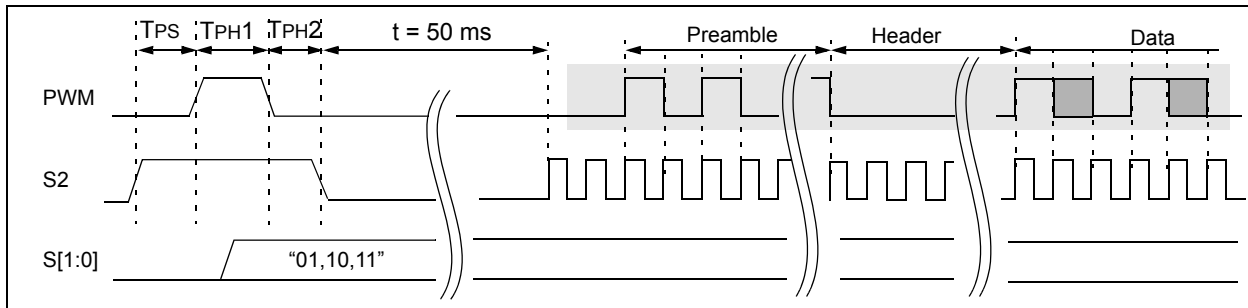 TPS TPH1 TPH2 t = 50 ms Preamble Header Data
PWM
S2
S[1:0] “01,10,11”